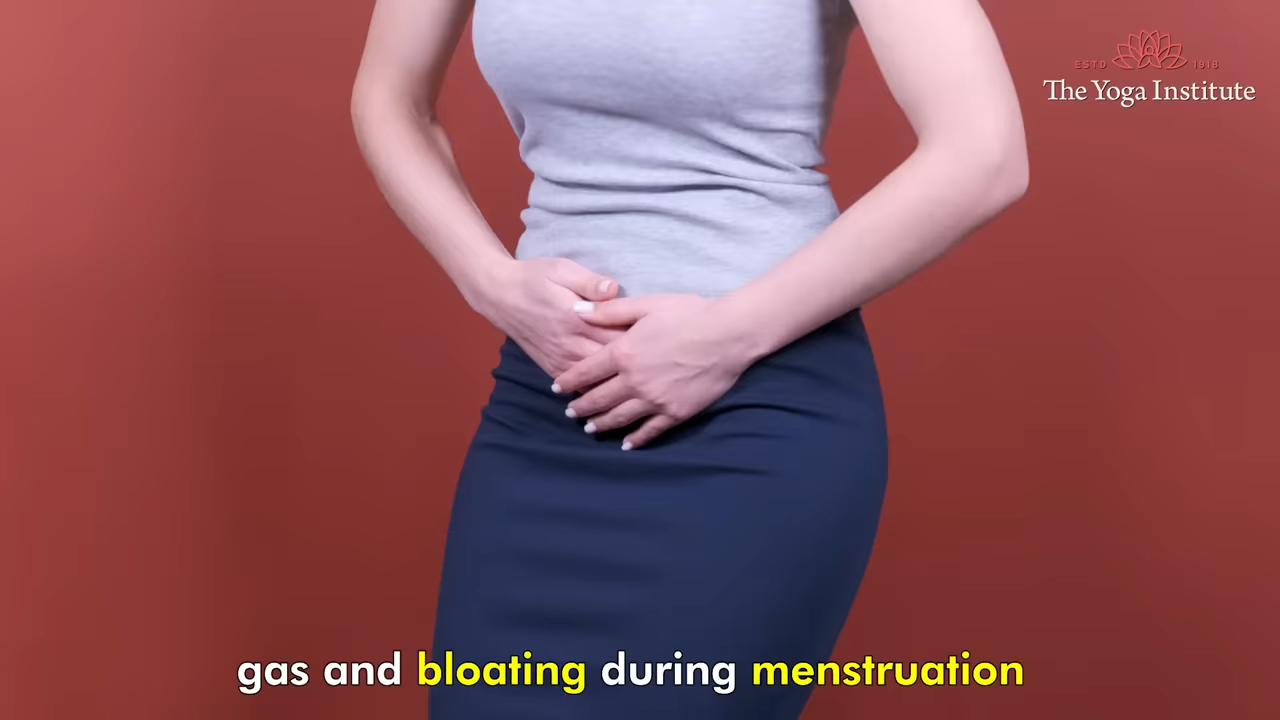 ESTD 1918
The Yoga Institute
gas and bloating during menstruation